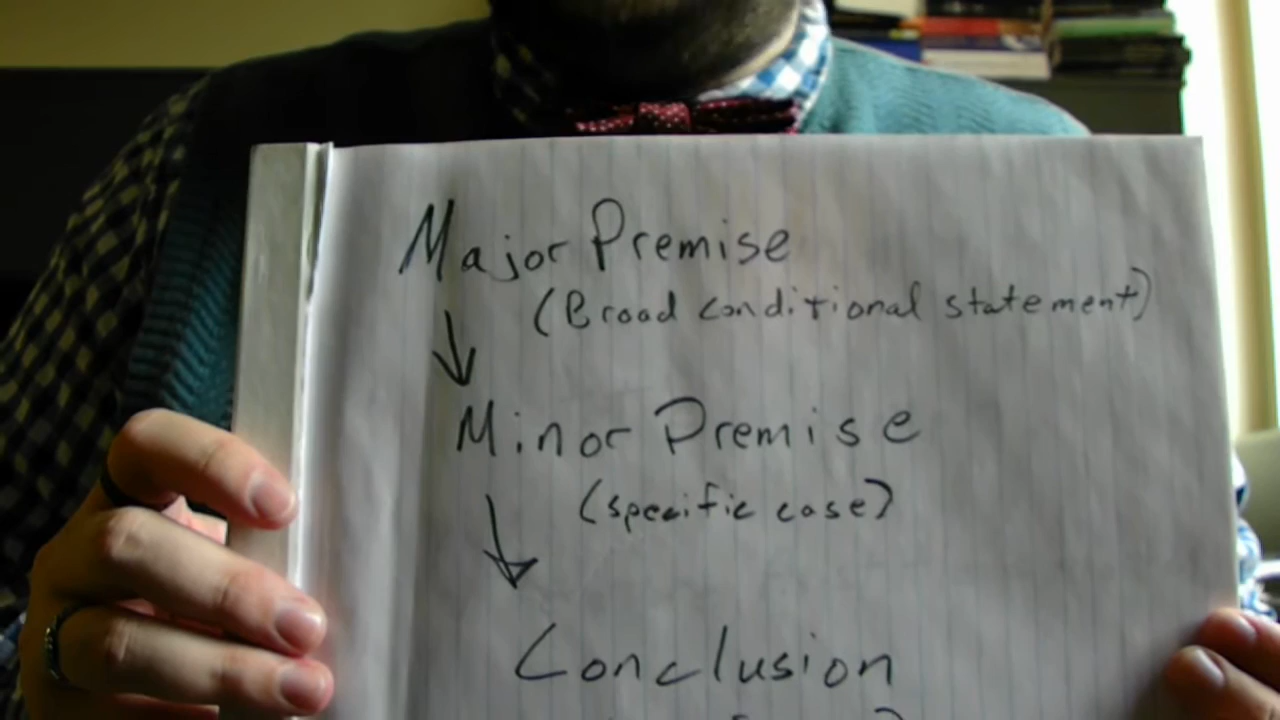 Major Premise
(Broad conditional statement)
Minor Premise
(specific case)
Conclusion